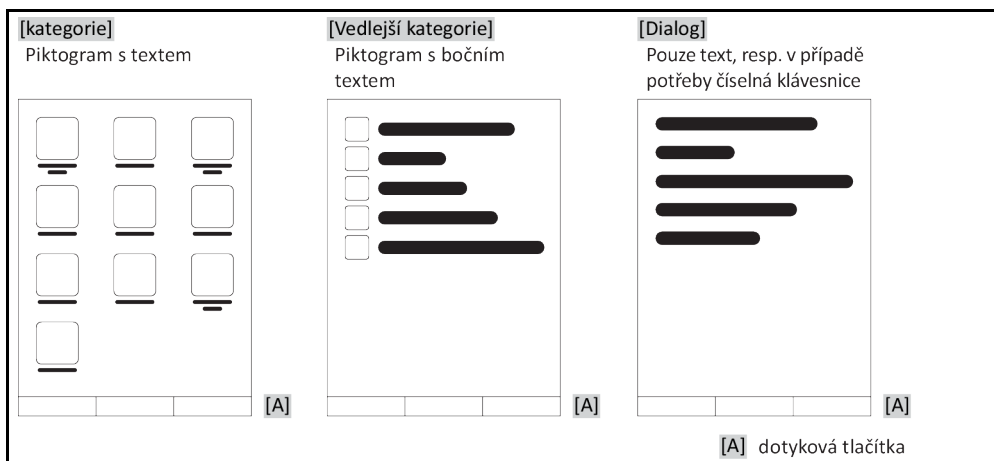 [kategorie]
Piktogram s textem
[Vedlejší kategorie]
Piktogram s bočním
textem
[Dialog]
Pouze text, resp. v případě
potřeby číselná klávesnice
[A]
[A]
[A]
[A] dotyková tlačítka